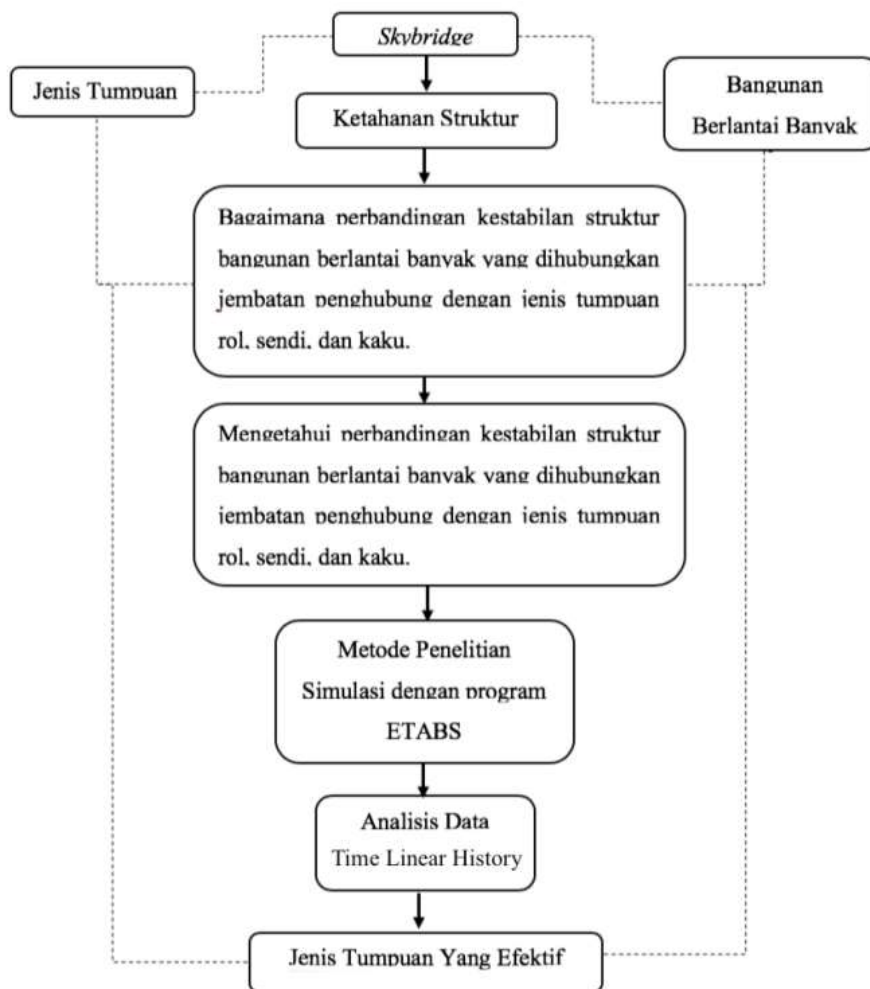 Skybridge
Jenis Tumpuan
Bangunan
Berlantai Banyak
Ketahanan Struktur
Bagaimana perbandingan kestabilan struktur
bangunan berlantai banyak yang dihubungkan
jembatan penghubung dengan jenis tumpuan
rol, sendi, dan kaku.
Mengetahui perbandingan kestabilan struktur
bangunan berlantai banyak yang dihubungkan
jembatan penghubung dengan jenis tumpuan
rol, sendi, dan kaku.
Metode Penelitian
Simulasi dengan program
ETABS
Analisis Data
Time Linear History
Jenis Tumpuan Yang Efektif